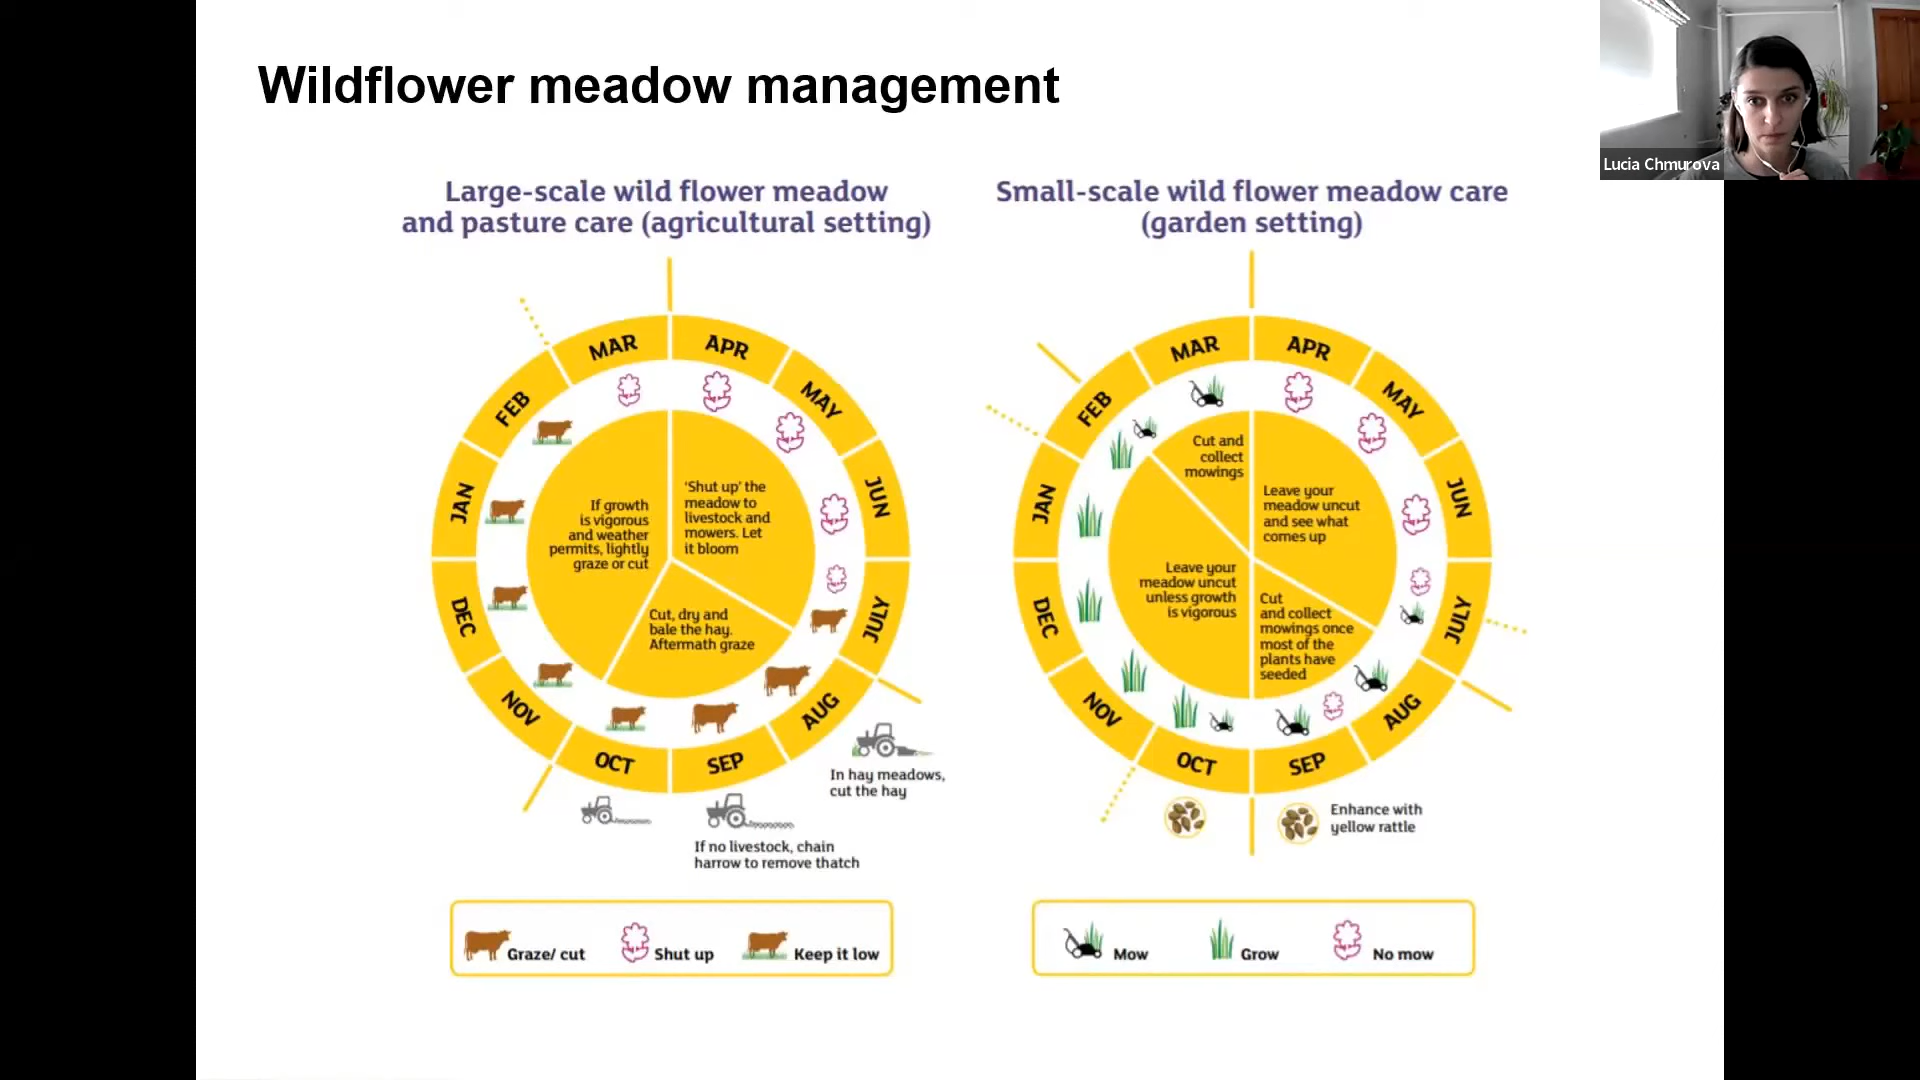 Wildflower meadow management
Lucia Chmurova
Large-scale wild flower meadow
and pasture care (agricultural setting)
MAR
APR
MAY
JUN
JULY
AUG
SEP
OCT
NOV
DEC
JAN
FEB
If growth
is vigorous
and weather
permits, lightly
graze or cut
‘Shut up’ the
meadow to
livestock and
mowers. Let
it bloom
Cut, dry and
bale the hay.
Aftermath graze
In hay meadows,
cut the hay
If no livestock, chain
harrow to remove thatch
Graze/ cut
Shut up
Keep it low
Small-scale wild flower meadow care
(garden setting)
MAR
APR
MAY
JUN
JULY
AUG
SEP
OCT
NOV
DEC
JAN
FEB
Cut and
collect
mowings
Leave your
meadow uncut
and see what
comes up
Leave your
meadow uncut
unless growth
is vigorous
Cut
and collect
mowings once
most of the
plants have
seeded
Enhance with
yellow rattle
Mow
Grow
No mow